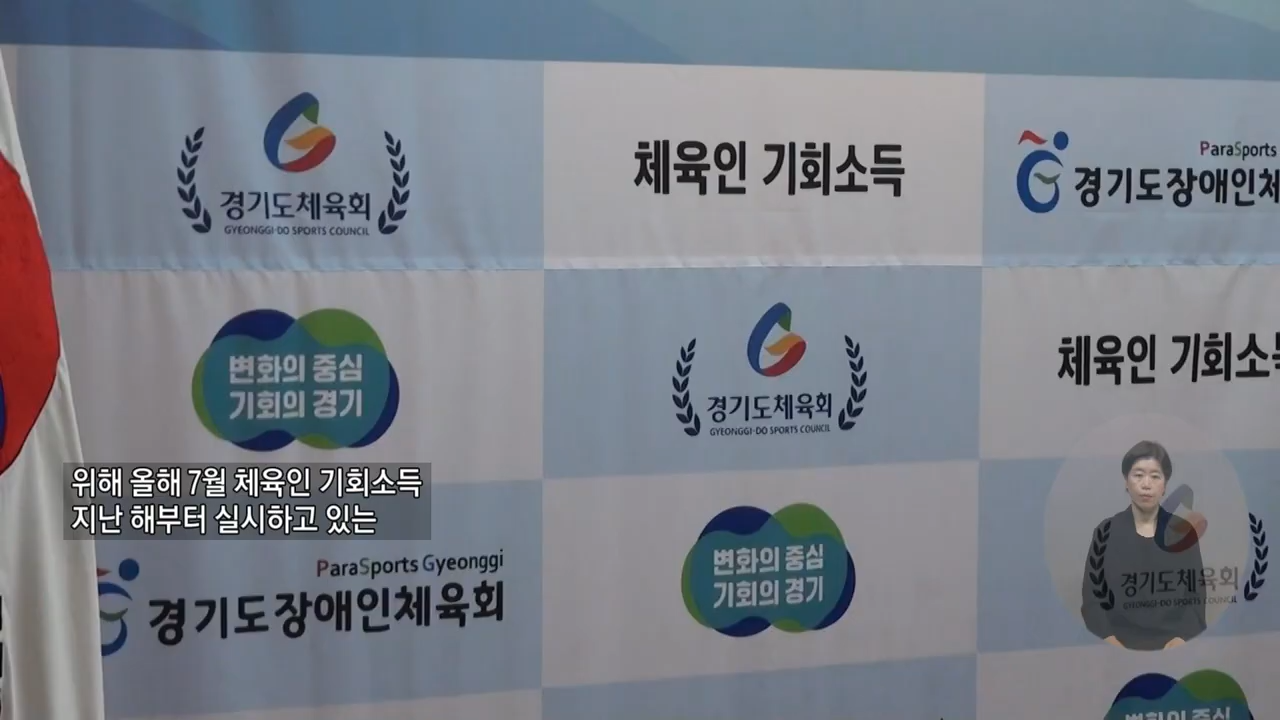 경기도체육회
GYEONGGI-DO SPORTS COUNCIL
체육인 기회소득
ParaSports
경기도장애인체
변화의 중심
기회의 경기
경기도체육회
GYEONGGI-DO SPORTS COUNCIL
체육인 기회소
위해 올해 7월 체육인 기회소득
지난 해부터 실시하고 있는
ParaSports Gyeonggi
경기도장애인체육회
변화의 중심
기회의 경기
경기도체육회
GYEONGGI-DO SPORTS COUNCIL
변화의 중심